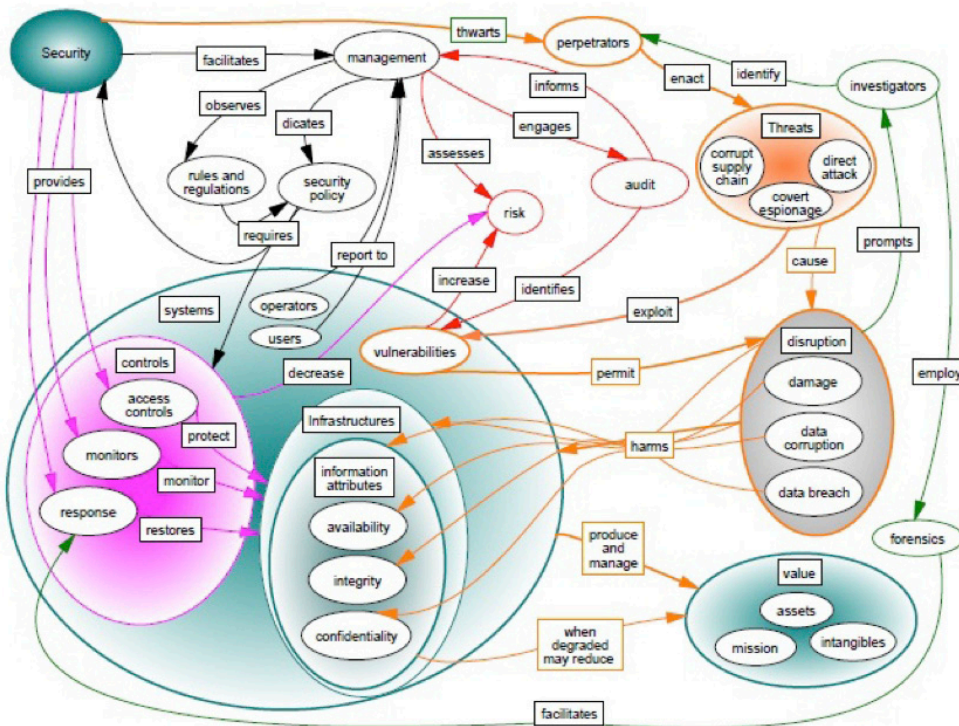 Security
thwarts
perpetrators
facilitates
management
identify
enact
informs
investigators
observes
dicates
engages
Threats
corrupt
supply
chain
direct
attack
covert
espionage
assesses
provides
rules and
regulations
security
policy
audit
risk
requires
report to
prompts
cause
increase
identifies
systems
operators
exploit
users
vulnerabilities
disruption
controls
decrease
permit
employ
damage
access
controls
Infrastructures
protect
harms
data
corruption
monitors
information
attributes
monitor
data breach
response
availability
restores
forensics
produce
and
manage
value
integrity
assets
confidentiality
when
degraded
may reduce
mission
intangibles
facilitates